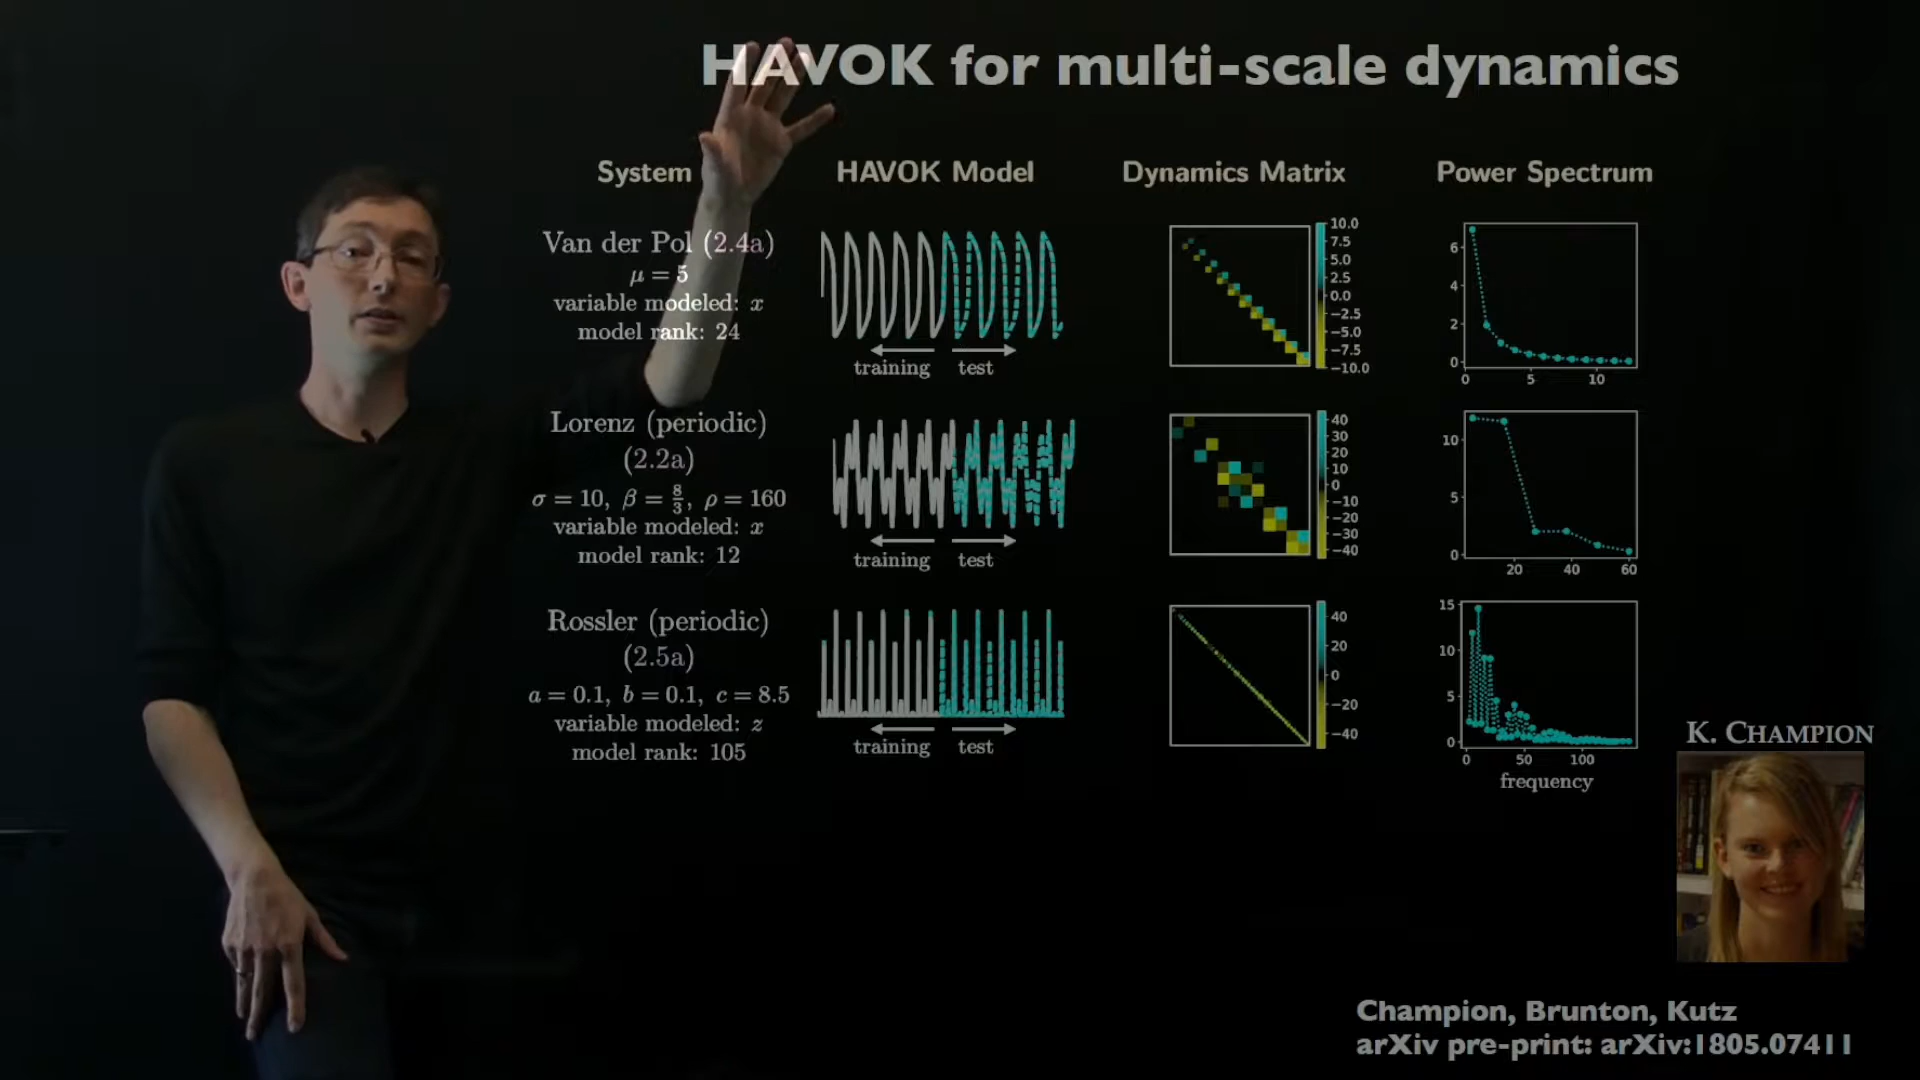 HAVOK for multi-scale dynamics
System
HAVOK Model
Dynamics Matrix
Power Spectrum
Van der Pol (2.4a)
μ = 5
variable modeled: x
model rank: 24
training
test
10.0
7.5
5.0
2.5
0.0
−2.5
−5.0
−7.5
−10.0
6
4
2
0
0 5 10
Lorenz (periodic)
(2.2a)
σ = 10, β = 8/3, ρ = 160
variable modeled: x
model rank: 12
training
test
40
30
20
10
0
−10
−20
−30
−40
10
5
0
20 40 60
Rossler (periodic)
(2.5a)
a = 0.1, b = 0.1, c = 8.5
variable modeled: z
model rank: 105
training
test
40
20
0
−20
−40
15
10
5
0
0 50 100
frequency
K. CHAMPION
Champion, Brunton, Kutz
arXiv pre-print: arXiv:1805.07411